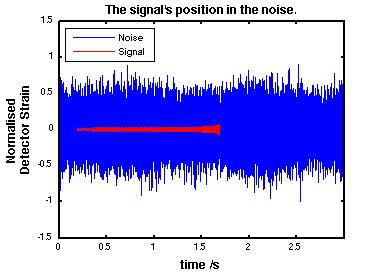 The signal's position in the noise.
1.5
Noise
Signal
1
0.5
0
-0.5
-1
-1.5
Normalised
Detector Strain
0 0.5 1 1.5 2 2.5
time /s